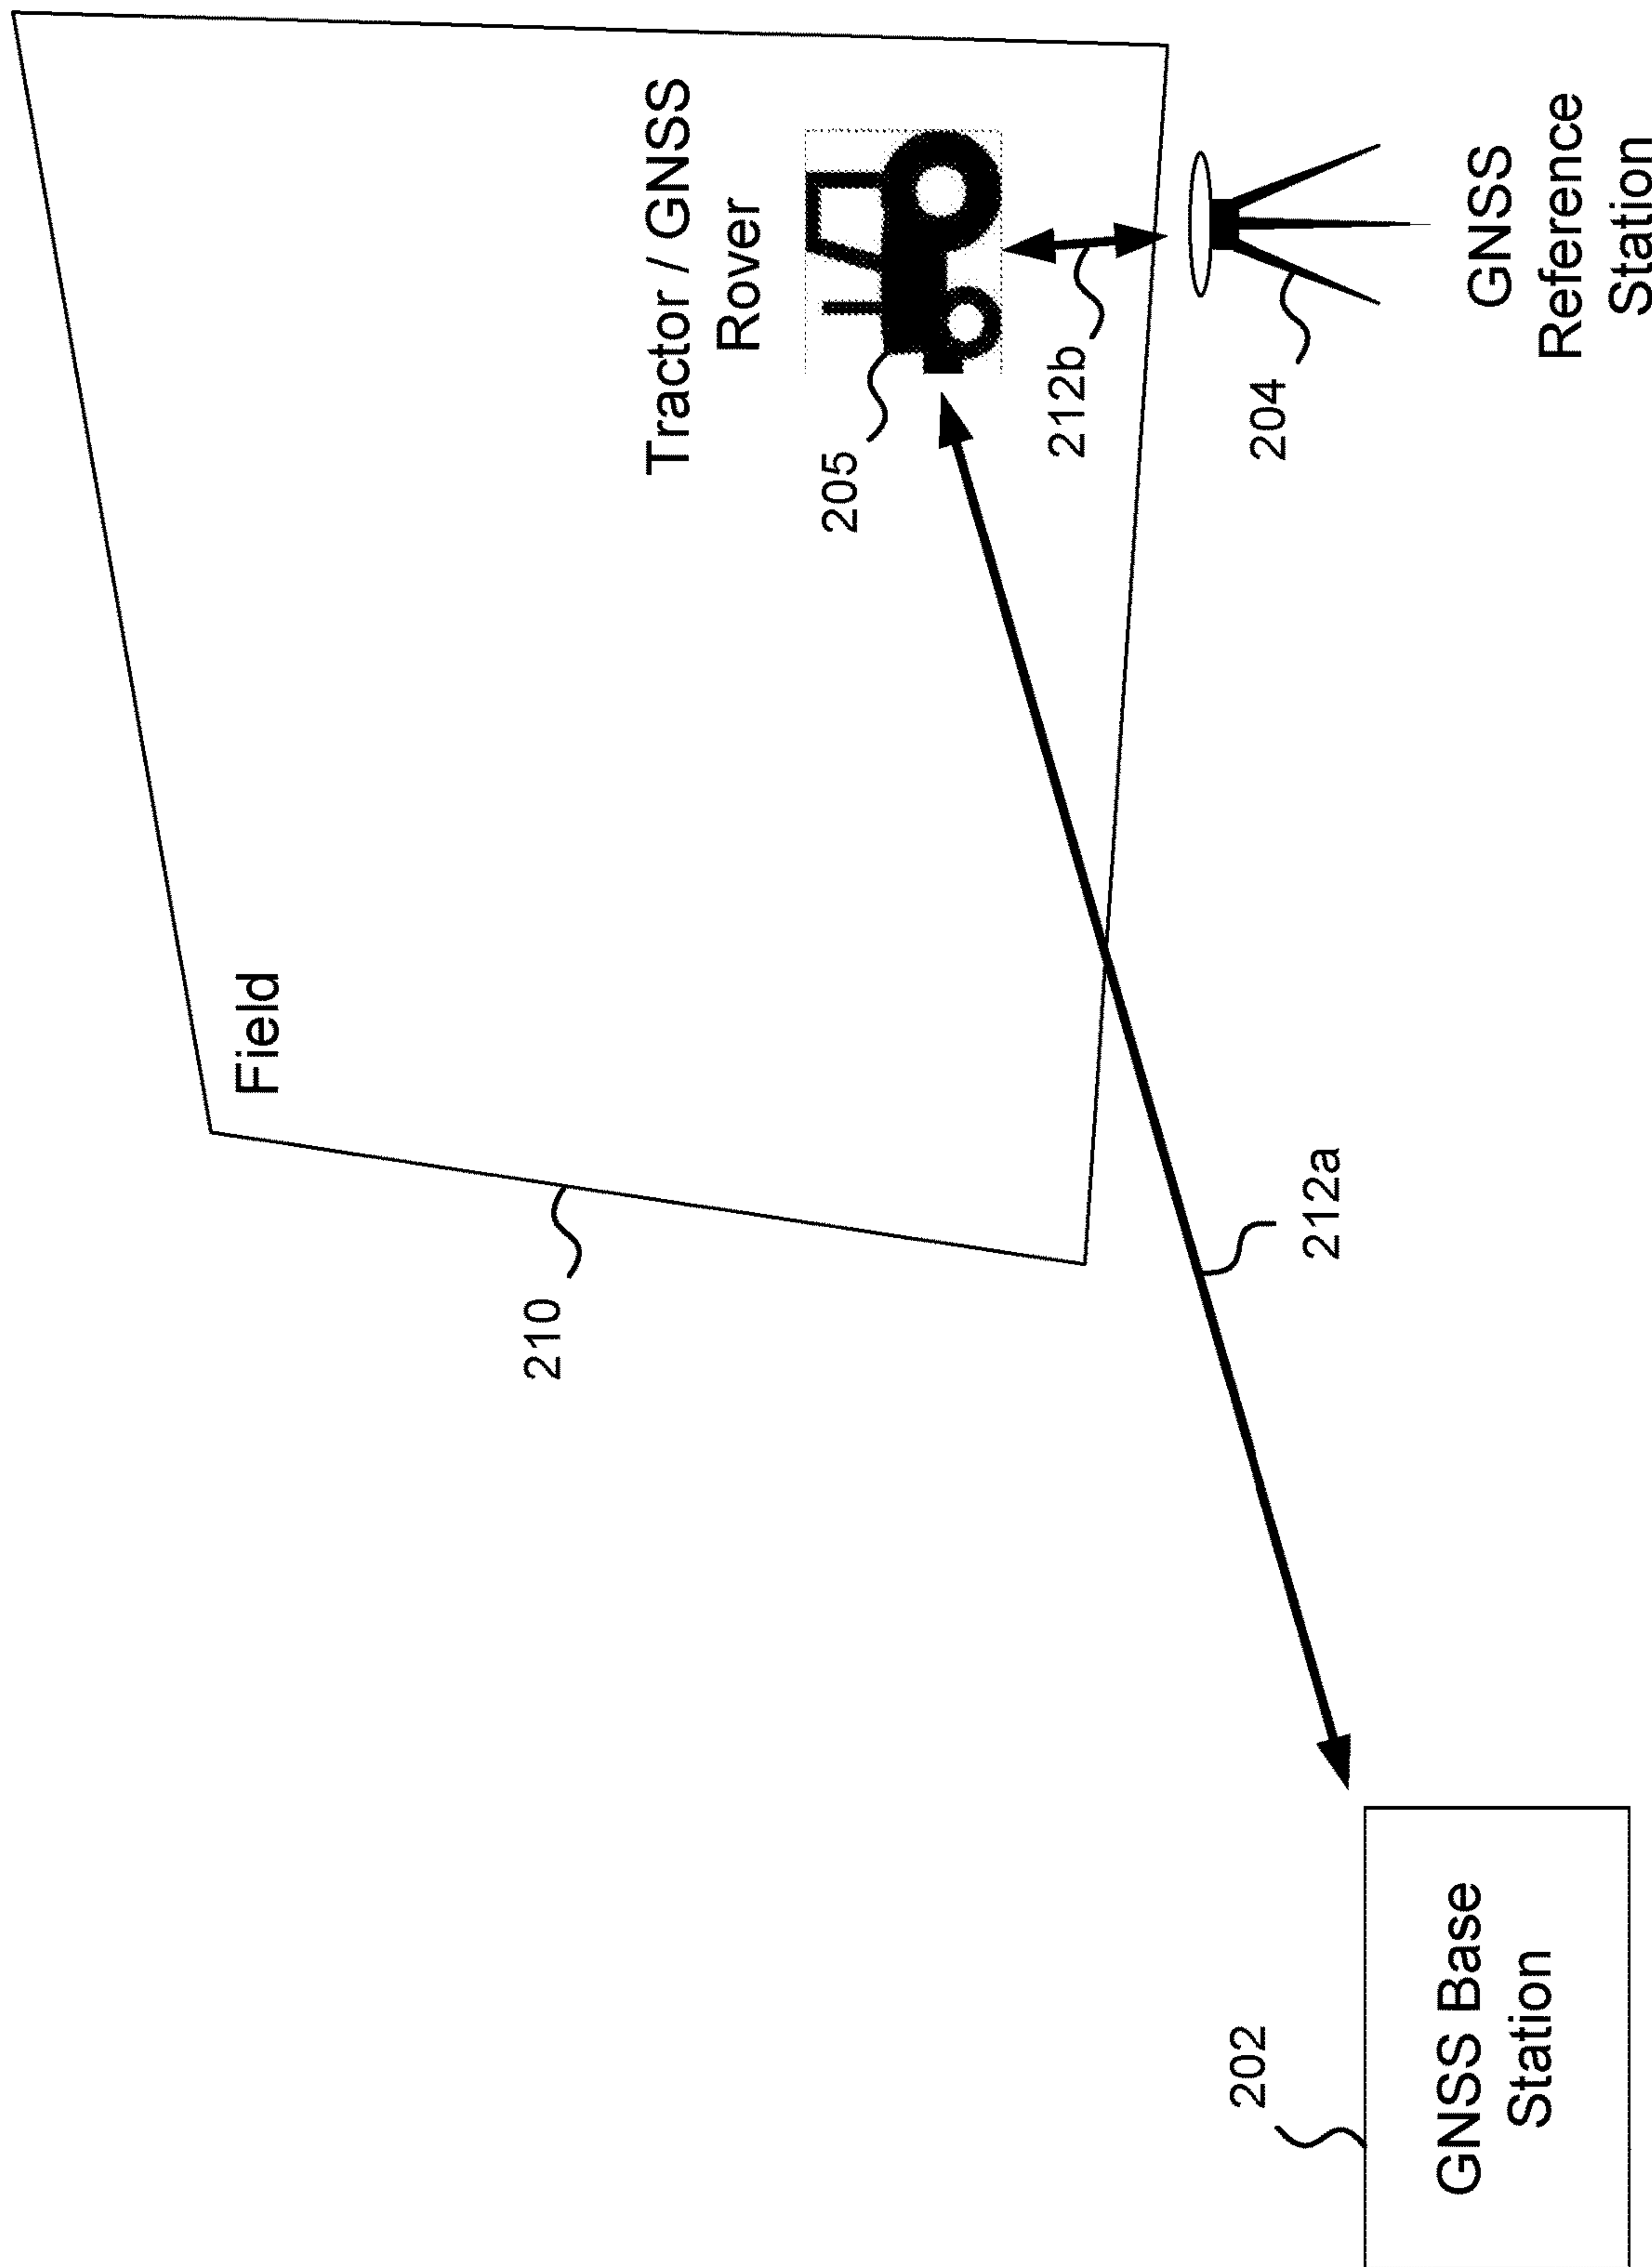 Field
210
Tractor / GNSS
Rover
205
212b
204
GNSS
Reference
Station
212a
202
GNSS Base
Station